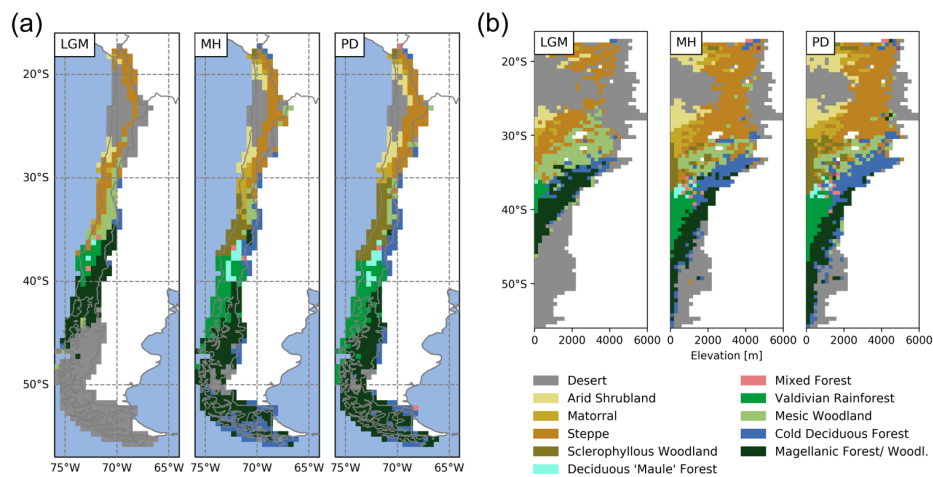 (a)
LGM
MH
PD
20°S
30°S
40°S
50°S
75°W 70°W 65°W
75°W 70°W 65°W
75°W 70°W 65°W
(b)
LGM
MH
PD
20°S
30°S
40°S
50°S
0 2000 4000 6000
0 2000 4000 6000
0 2000 4000 6000
Elevation [m]
Desert
Arid Shrubland
Matorral
Steppe
Sclerophyllous Woodland
Deciduous 'Maule' Forest
Mixed Forest
Valdivian Rainforest
Mesic Woodland
Cold Deciduous Forest
Magellanic Forest/ Woodl.